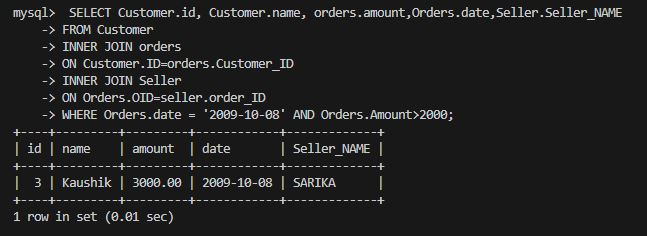 mysql>  SELECT Customer.id, Customer.name, orders.amount,Orders.date,Seller.Seller_NAME
    -> FROM Customer
    -> INNER JOIN orders
    -> ON Customer.ID=orders.Customer_ID
    -> INNER JOIN Seller
    -> ON Orders.OID=seller.order_ID
    -> WHERE Orders.date = '2009-10-08' AND Orders.Amount>2000;
+----+---------+---------+------------+-------------+
| id | name    | amount  | date       | Seller_NAME |
+----+---------+---------+------------+-------------+
|  3 | Kaushik | 3000.00 | 2009-10-08 | SARIKA      |
+----+---------+---------+------------+-------------+
1 row in set (0.01 sec)